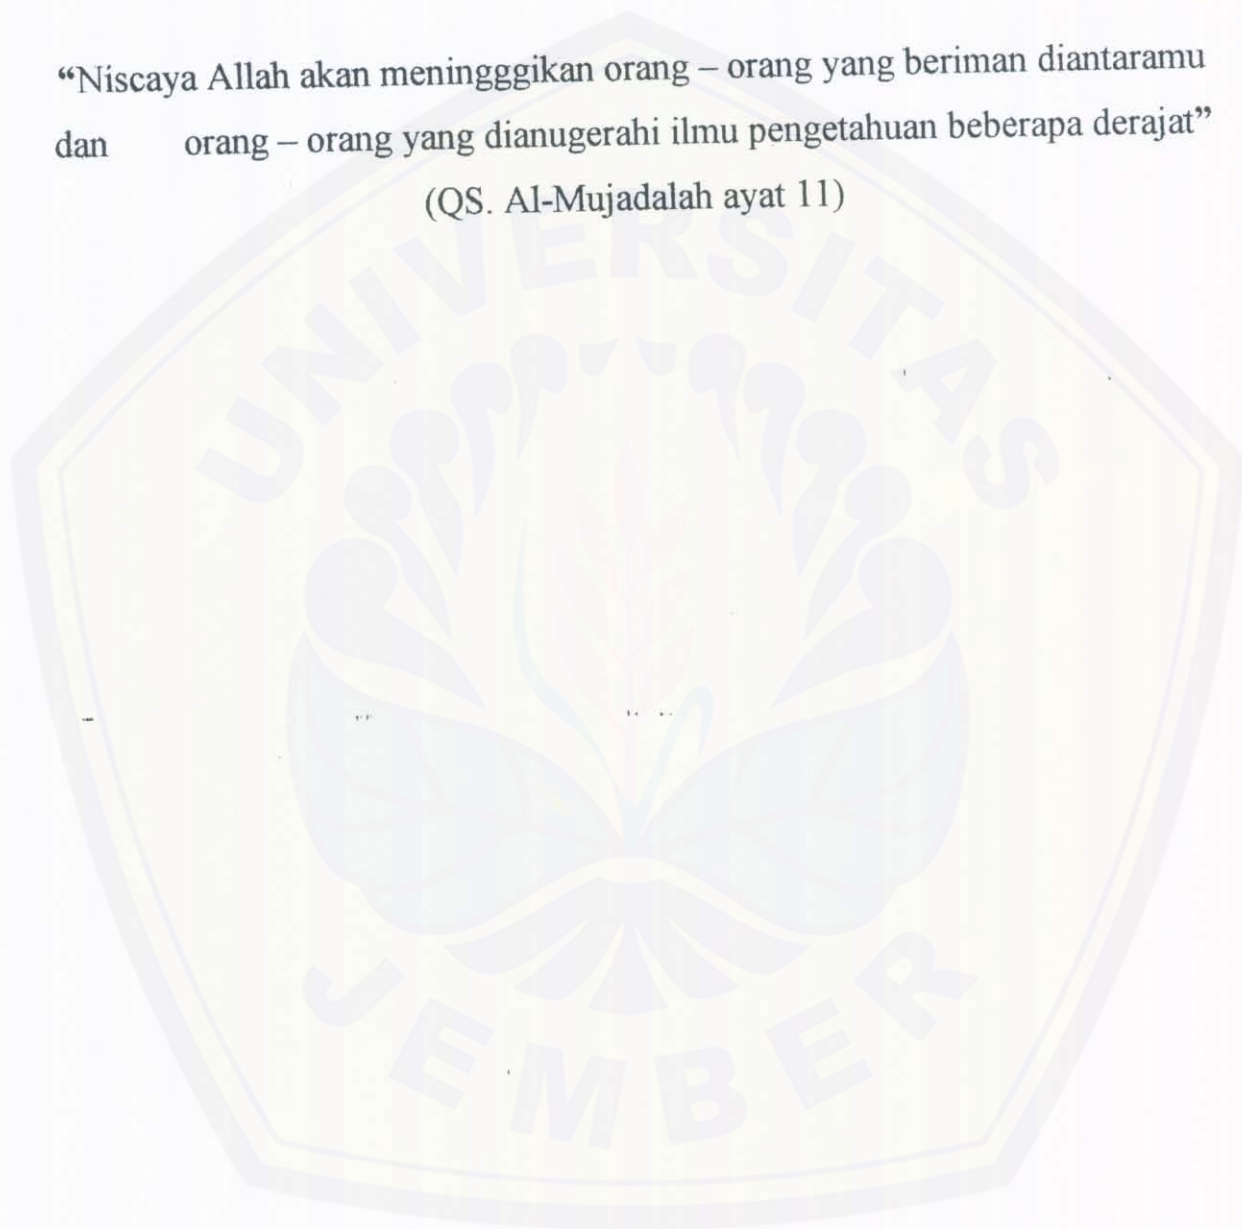 “Niscaya Allah akan meningggikan orang – orang yang beriman diantaramu
dan orang – orang yang dianugerahi ilmu pengetahuan beberapa derajat”
(QS. Al-Mujadalah ayat 11)
UNIVERSITAS
JEMBER